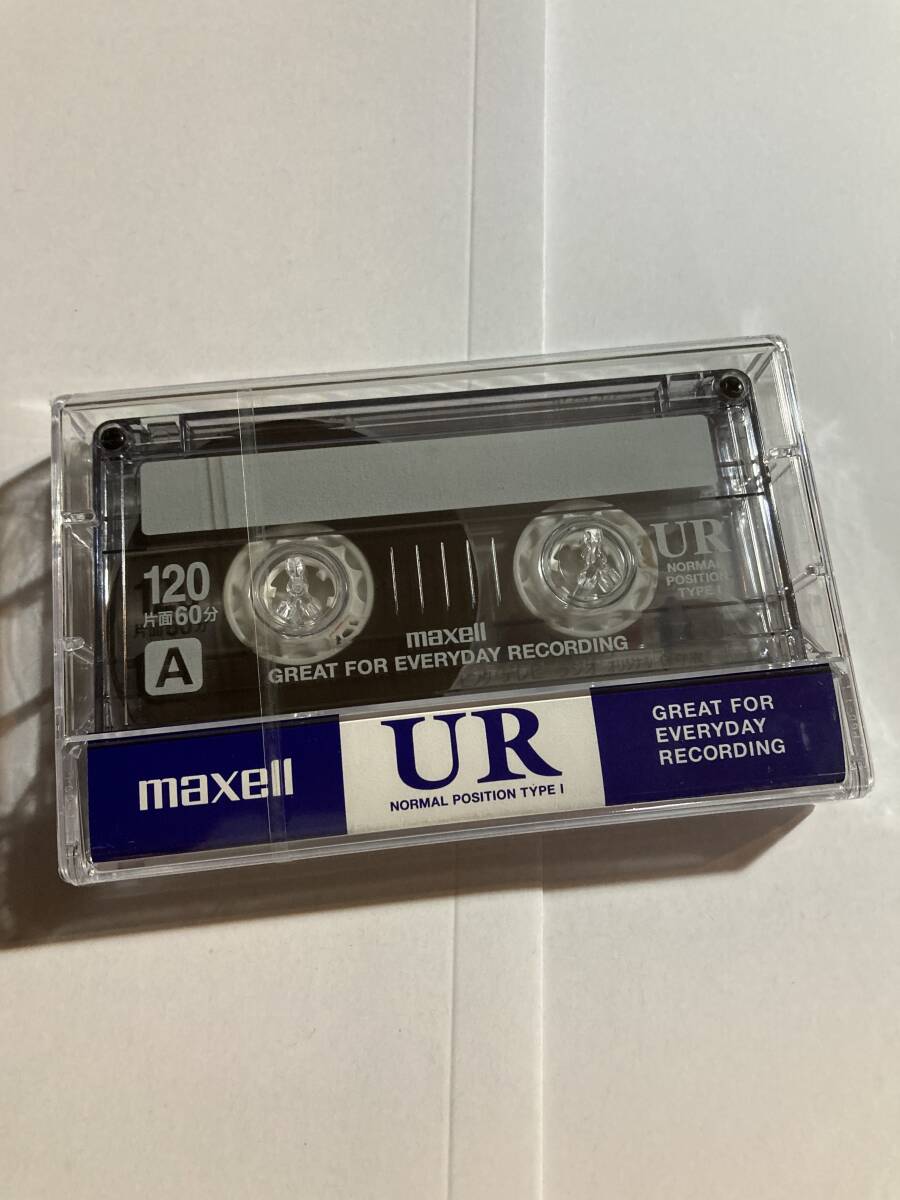 120
片面60分
A
UR
NORMAL
POSITION
TYPE I
maxell
GREAT FOR EVERYDAY RECORDING
maxell
UR
NORMAL POSITION TYPE I
GREAT FOR
EVERYDAY
RECORDING